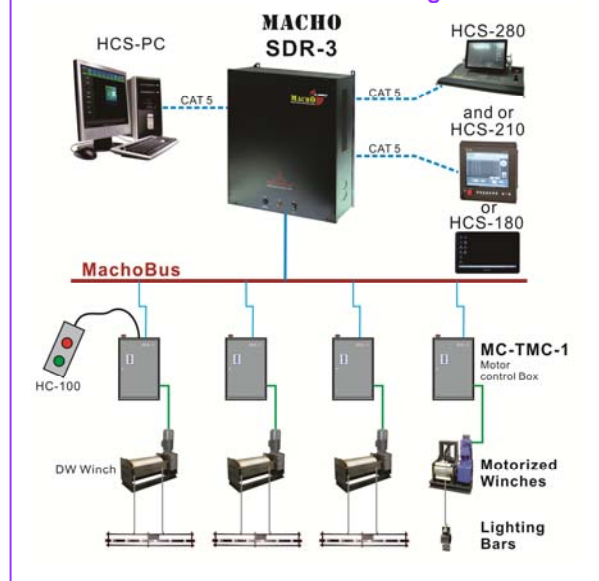 MACHO
SDR-3
HCS-PC
HCS-280
CAT 5
CAT 5
MACHO
and or
HCS-210
CAT 5
or
HCS-180
MachoBus
HC-100
MC-TMC-1
Motor
control Box
DW Winch
Motorized
Winches
Lighting
Bars